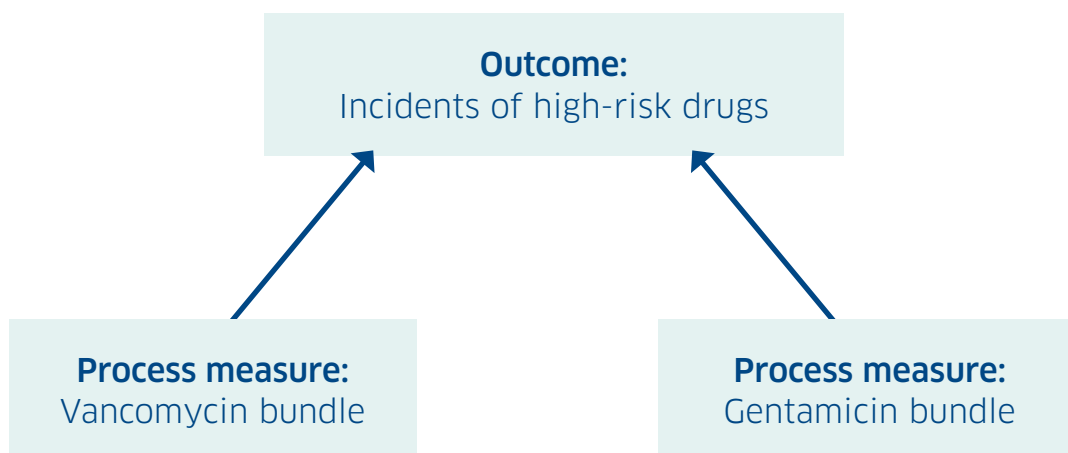 Outcome:
Incidents of high-risk drugs
Process measure:
Vancomycin bundle
Process measure:
Gentamicin bundle